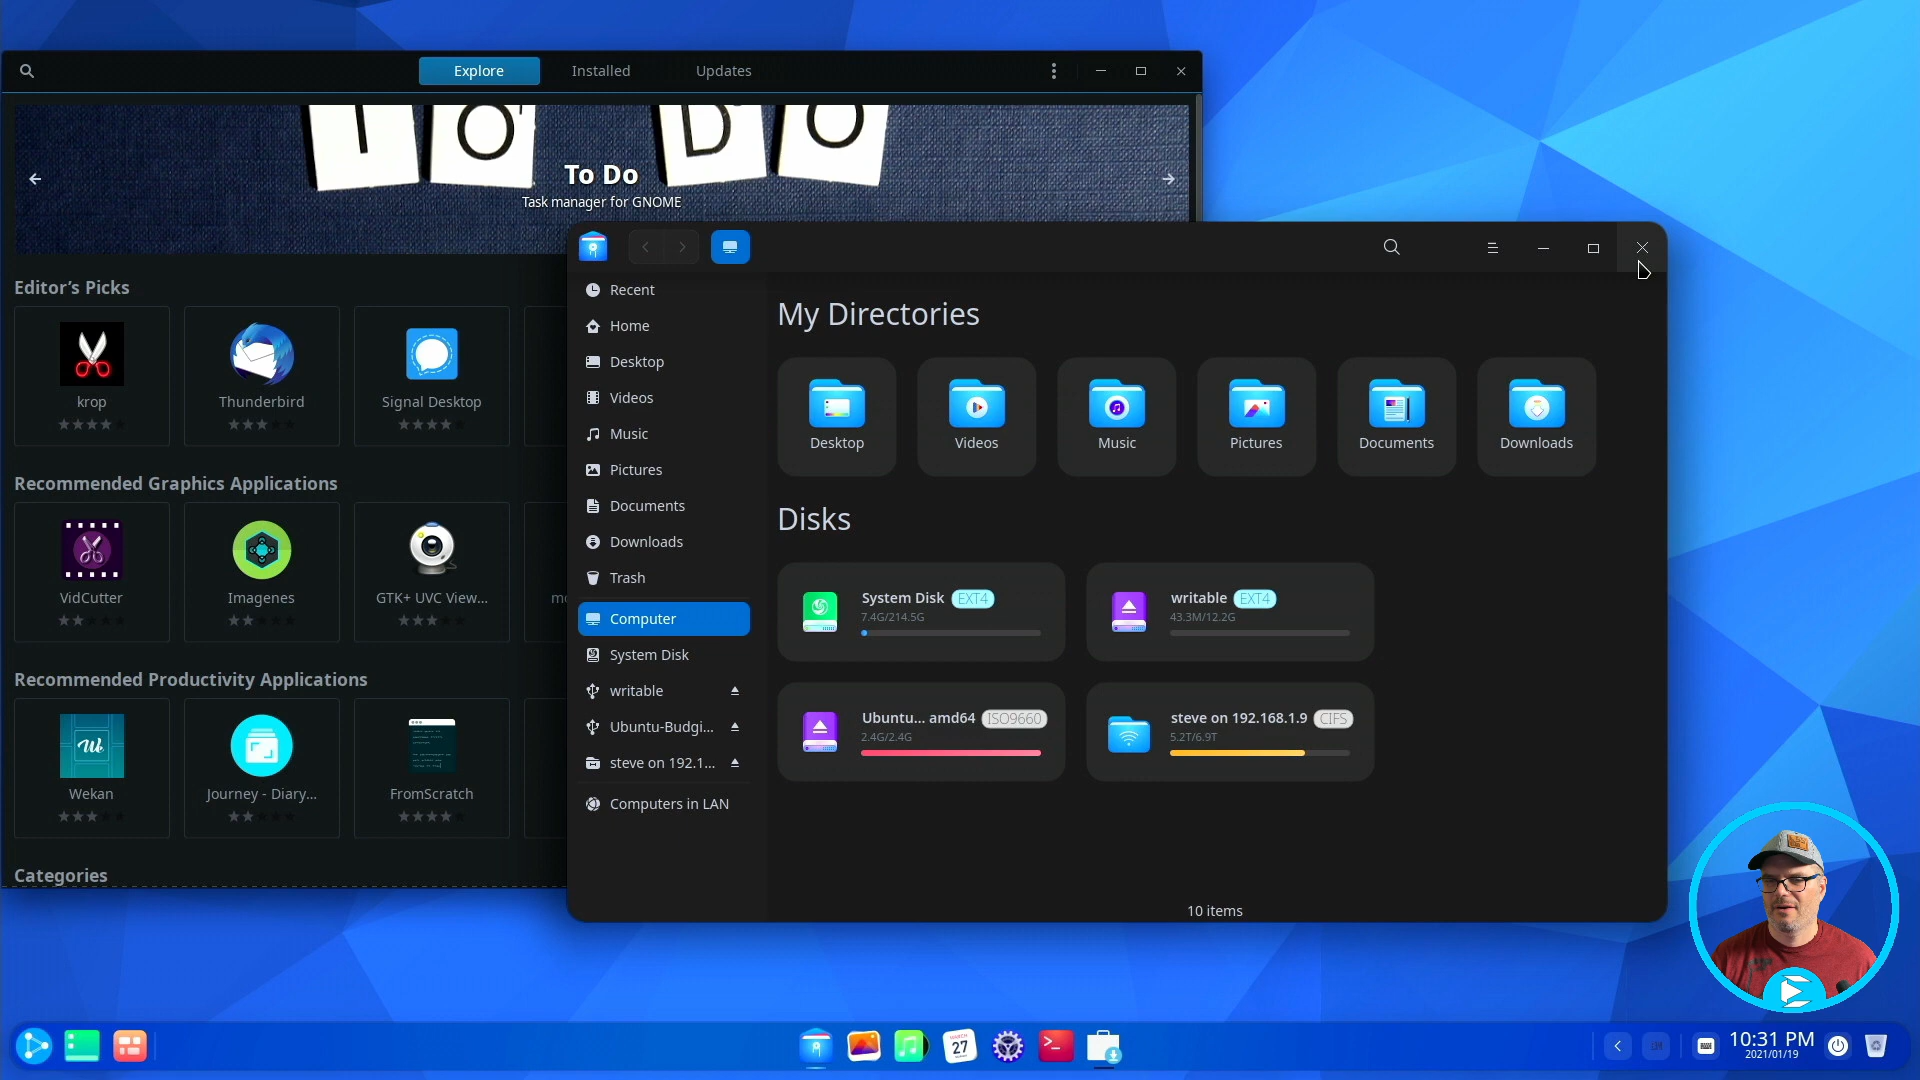 Explore
Installed
Updates
TO DO
To Do
Task manager for GNOME
Editor’s Picks
krop
Thunderbird
Signal Desktop
Recommended Graphics Applications
VidCutter
Imagenes
GTK+ UVC View...
Recommended Productivity Applications
Wekan
Journey - Diary...
FromScratch
Categories
Recent
Home
Desktop
Videos
Music
Pictures
Documents
Downloads
Trash
Computer
System Disk
writable
Ubuntu-Budgi...
steve on 192.1...
Computers in LAN
My Directories
Desktop
Videos
Music
Pictures
Documents
Downloads
Disks
System Disk EXT4
7.4G/214.5G
writable EXT4
43.3M/12.2G
Ubuntu... amd64 ISO9660
2.4G/2.4G
steve on 192.168.1.9 CIFS
5.2T/6.9T
10 items
27
10:31 PM
2021/01/19